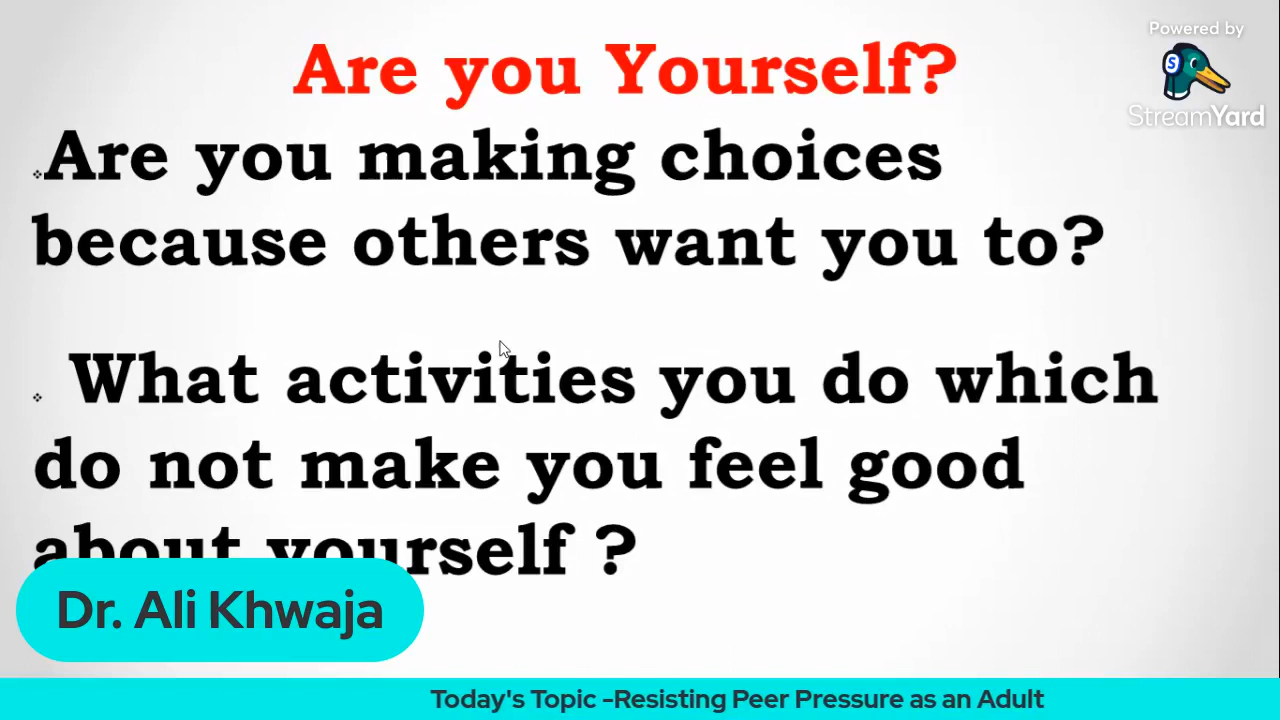 Powered by
StreamYard
Are you Yourself?
Are you making choices
because others want you to?
What activities you do which
do not make you feel good
about yourself ?
Dr. Ali Khwaja
Today's Topic -Resisting Peer Pressure as an Adult